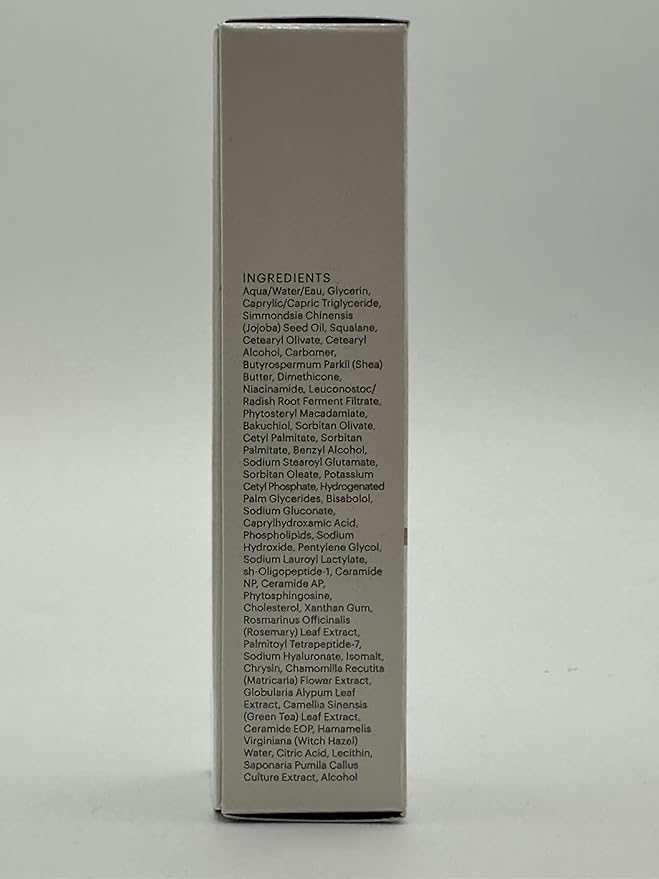 INGREDIENTS
Aqua/Water/Eau, Glycerin,
Caprylic/Capric Triglyceride,
Simmondsia Chinensis
(Jojoba) Seed Oil, Squalane,
Cetearyl Olivate, Cetearyl
Alcohol, Carbomer,
Butyrospermum Parkii (Shea)
Butter, Dimethicone,
Niacinamide, Leuconostoc/
Radish Root Ferment Filtrate,
Phytosteryl Macadamiate,
Bakuchiol, Sorbitan Olivate,
Cetyl Palmitate, Sorbitan
Palmitate, Benzyl Alcohol,
Sodium Stearoyl Glutamate,
Sorbitan Oleate, Potassium
Cetyl Phosphate, Hydrogenated
Palm Glycerides, Bisabolol,
Sodium Gluconate,
Caprylhydroxamic Acid,
Phospholipids, Sodium
Hydroxide, Pentylene Glycol,
Sodium Lauroyl Lactylate,
sh-Oligopeptide-1, Ceramide
NP, Ceramide AP,
Phytosphingosine,
Cholesterol, Xanthan Gum,
Rosmarinus Officinalis
(Rosemary) Leaf Extract,
Palmitoyl Tetrapeptide-7,
Sodium Hyaluronate, Isomalt,
Chrysin, Chamomilla Recutita
(Matricaria) Flower Extract,
Globularia Alypum Leaf
Extract, Camellia Sinensis
(Green Tea) Leaf Extract,
Ceramide EOP, Hamamelis
Virginiana (Witch Hazel)
Water, Citric Acid, Lecithin,
Saponaria Pumila Callus
Culture Extract, Alcohol